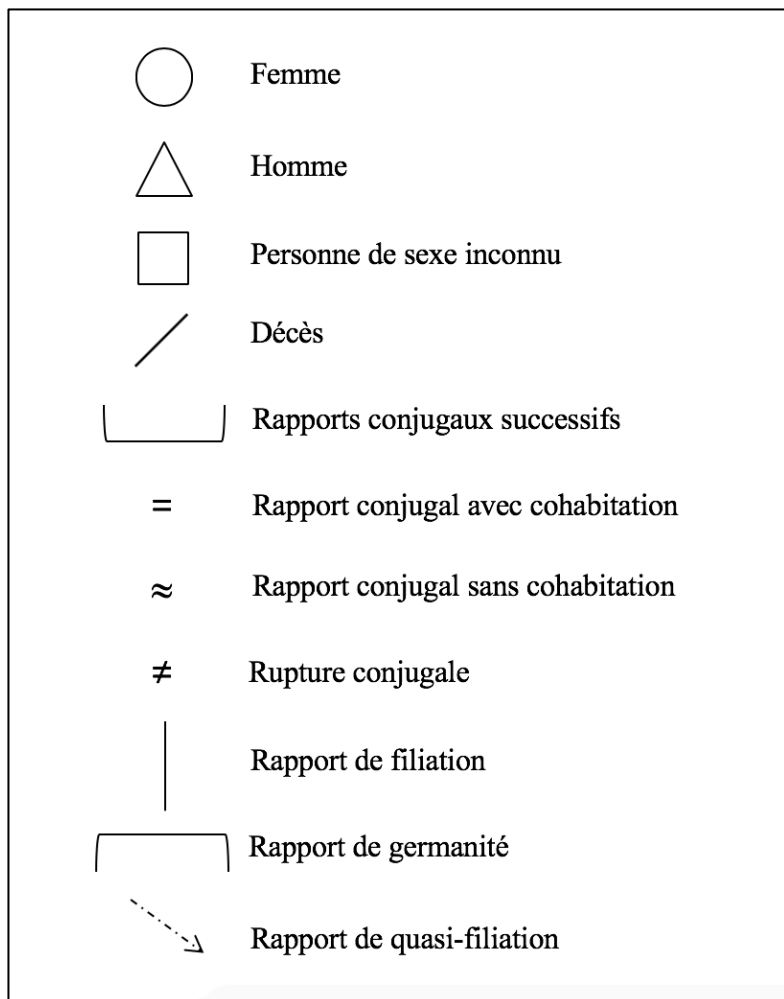 Femme
Homme
Personne de sexe inconnu
Décès
Rapports conjugaux successifs
= Rapport conjugal avec cohabitation
≈ Rapport conjugal sans cohabitation
≠ Rupture conjugale
Rapport de filiation
Rapport de germanité
Rapport de quasi-filiation